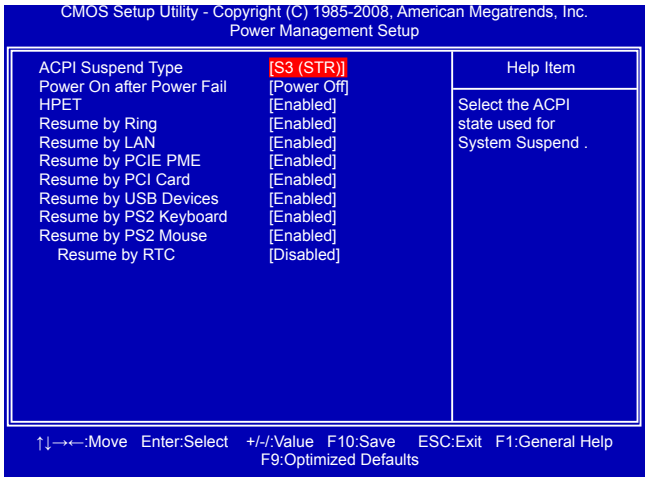 CMOS Setup Utility - Copyright (C) 1985-2008, American Megatrends, Inc.
Power Management Setup
ACPI Suspend Type [S3 (STR)]
Power On after Power Fail [Power Off]
HPET [Enabled]
Resume by Ring [Enabled]
Resume by LAN [Enabled]
Resume by PCIE PME [Enabled]
Resume by PCI Card [Enabled]
Resume by USB Devices [Enabled]
Resume by PS2 Keyboard [Enabled]
Resume by PS2 Mouse [Enabled]
Resume by RTC [Disabled]
Help Item
Select the ACPI
state used for
System Suspend .
↑↓→←:Move Enter:Select +/-/:Value F10:Save ESC:Exit F1:General Help
F9:Optimized Defaults